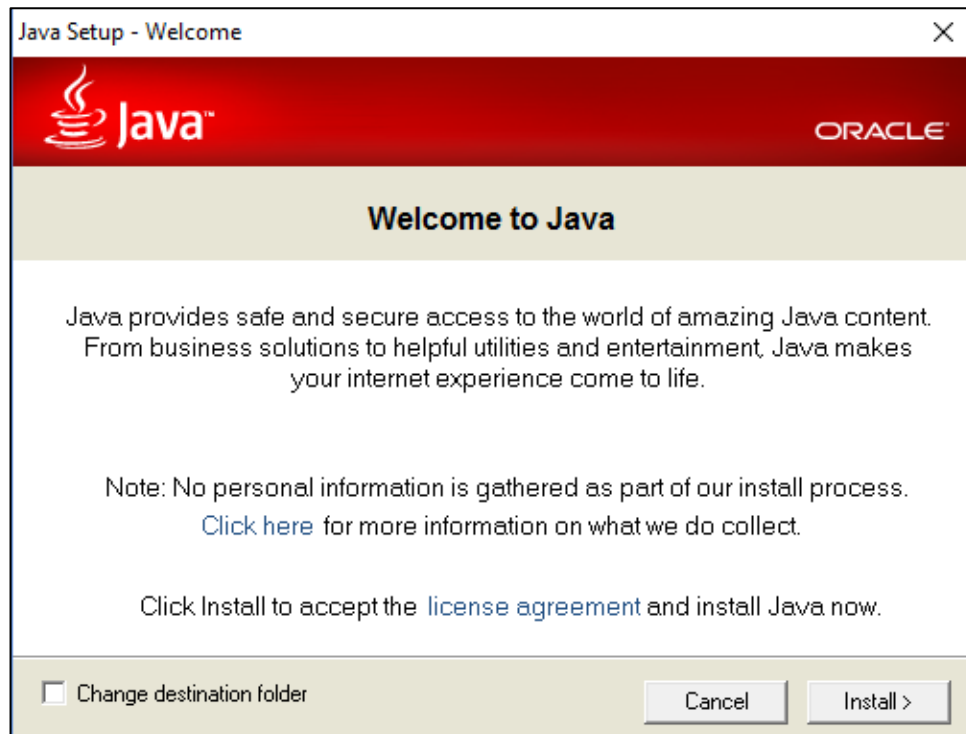 Java Setup - Welcome
Java™
ORACLE®
Welcome to Java
Java provides safe and secure access to the world of amazing Java content.
From business solutions to helpful utilities and entertainment, Java makes
your internet experience come to life.
Note: No personal information is gathered as part of our install process.
Click here for more information on what we do collect.
Click Install to accept the license agreement and install Java now.
Change destination folder
Cancel
Install >